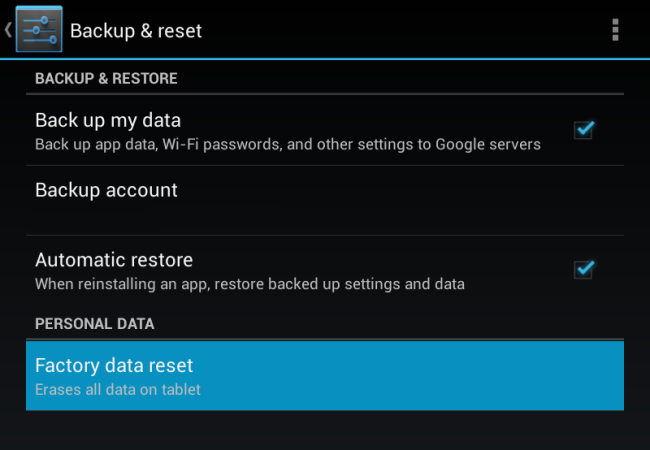 Backup & reset
BACKUP & RESTORE
Back up my data
Back up app data, Wi-Fi passwords, and other settings to Google servers
Backup account
Automatic restore
When reinstalling an app, restore backed up settings and data
PERSONAL DATA
Factory data reset
Erases all data on tablet